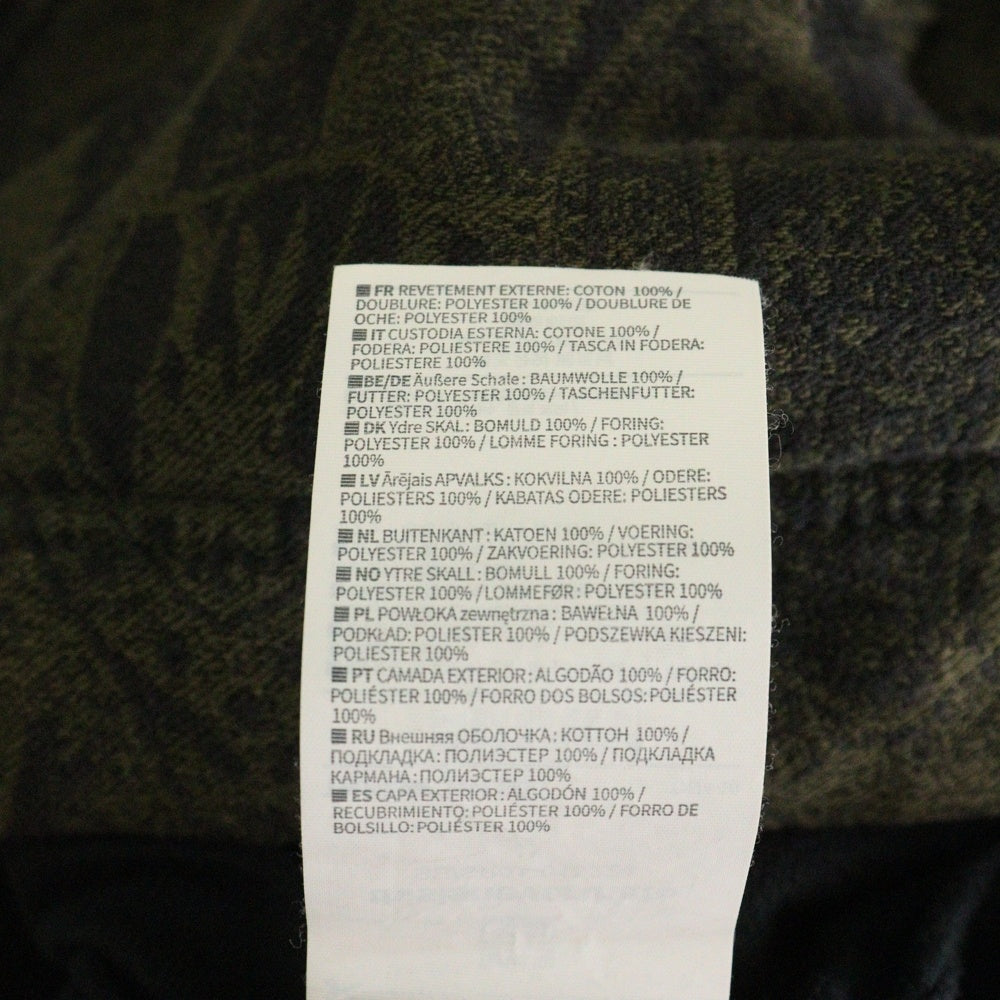 FR REVETEMENT EXTERNE: COTON 100% /
DOUBLURE: POLYESTER 100% / DOUBLURE DE
OCHE: POLYESTER 100%
IT CUSTODIA ESTERNA: COTONE 100% /
FODERA: POLIESTERE 100% / TASCA IN FODERA:
POLIESTERE 100%
BE/DE Äußere Schale: BAUMWOLLE 100% /
FUTTER: POLYESTER 100% / TASCHENFUTTER:
POLYESTER 100%
DK Ydre SKAL: BOMULD 100% / FORING:
POLYESTER 100% / LOMME FORING : POLYESTER
100%
LV Ārējais APVALKS: KOKVILNA 100% / ODERE:
POLIESTERS 100% / KABATAS ODERE: POLIESTERS
100%
NL BUITENKANT: KATOEN 100% / VOERING:
POLYESTER 100% / ZAKVOERING: POLYESTER 100%
NO YTRE SKALL: BOMULL 100% / FORING:
POLYESTER 100% /LOMMEFØR: POLYESTER 100%
PL POWŁOKA zewnętrzna: BAWEŁNA 100% /
PODKŁAD: POLIESTER 100% / PODSZEWKA KIESZENI:
POLIESTER 100%
PT CAMADA EXTERIOR: ALGODÃO 100% / FORRO:
POLIÉSTER 100% / FORRO DOS BOLSOS: POLIÉSTER
100%
RU Внешняя ОБОЛОЧКА: КОТТОН 100% /
ПОДКЛАДКА: ПОЛИЭСТЕР 100% / ПОДКЛАДКА
КАРМАНА: ПОЛИЭСТЕР 100%
ES CAPA EXTERIOR: ALGODÓN 100% /
RECUBRIMIENTO: POLIÉSTER 100% / FORRO DE
BOLSILLO: POLIÉSTER 100%